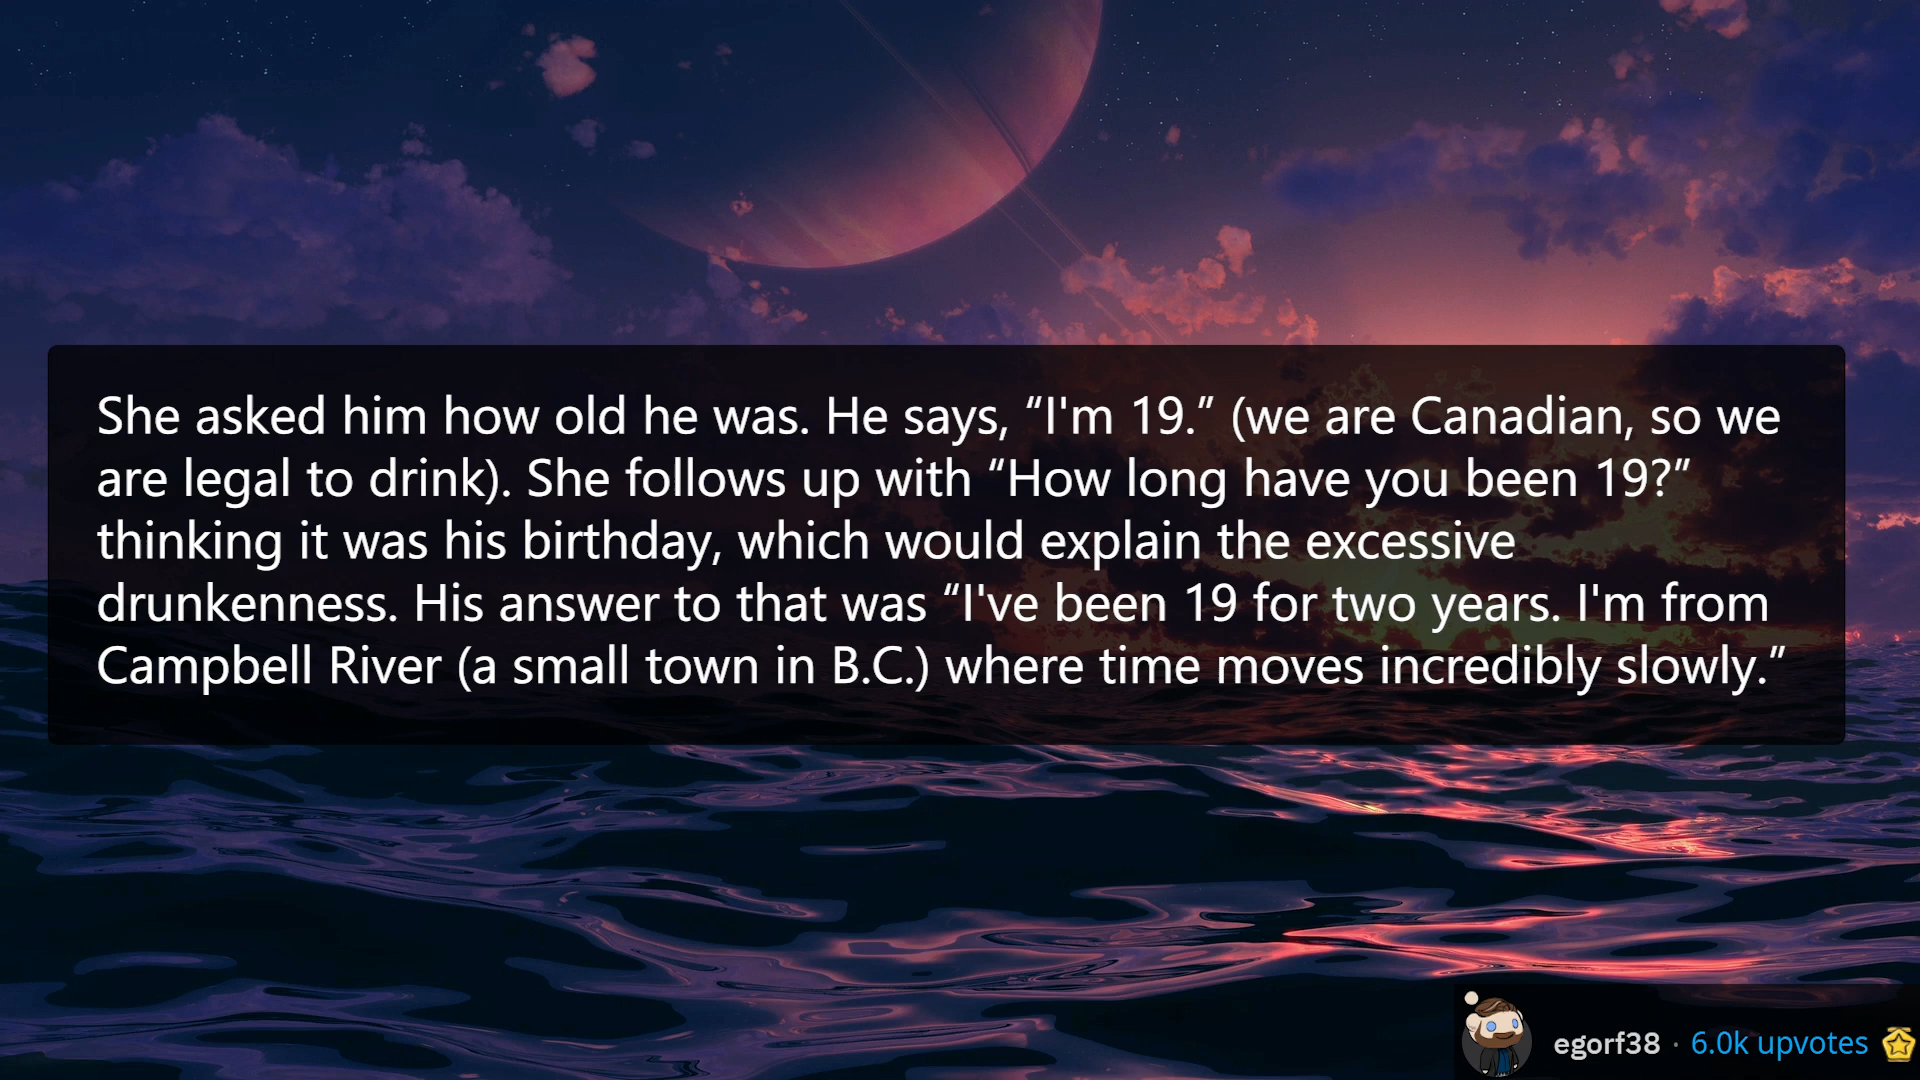 She asked him how old he was. He says, “I'm 19.” (we are Canadian, so we
are legal to drink). She follows up with “How long have you been 19?”
thinking it was his birthday, which would explain the excessive
drunkenness. His answer to that was “I've been 19 for two years. I'm from
Campbell River (a small town in B.C.) where time moves incredibly slowly.”
egorf38 · 6.0k upvotes